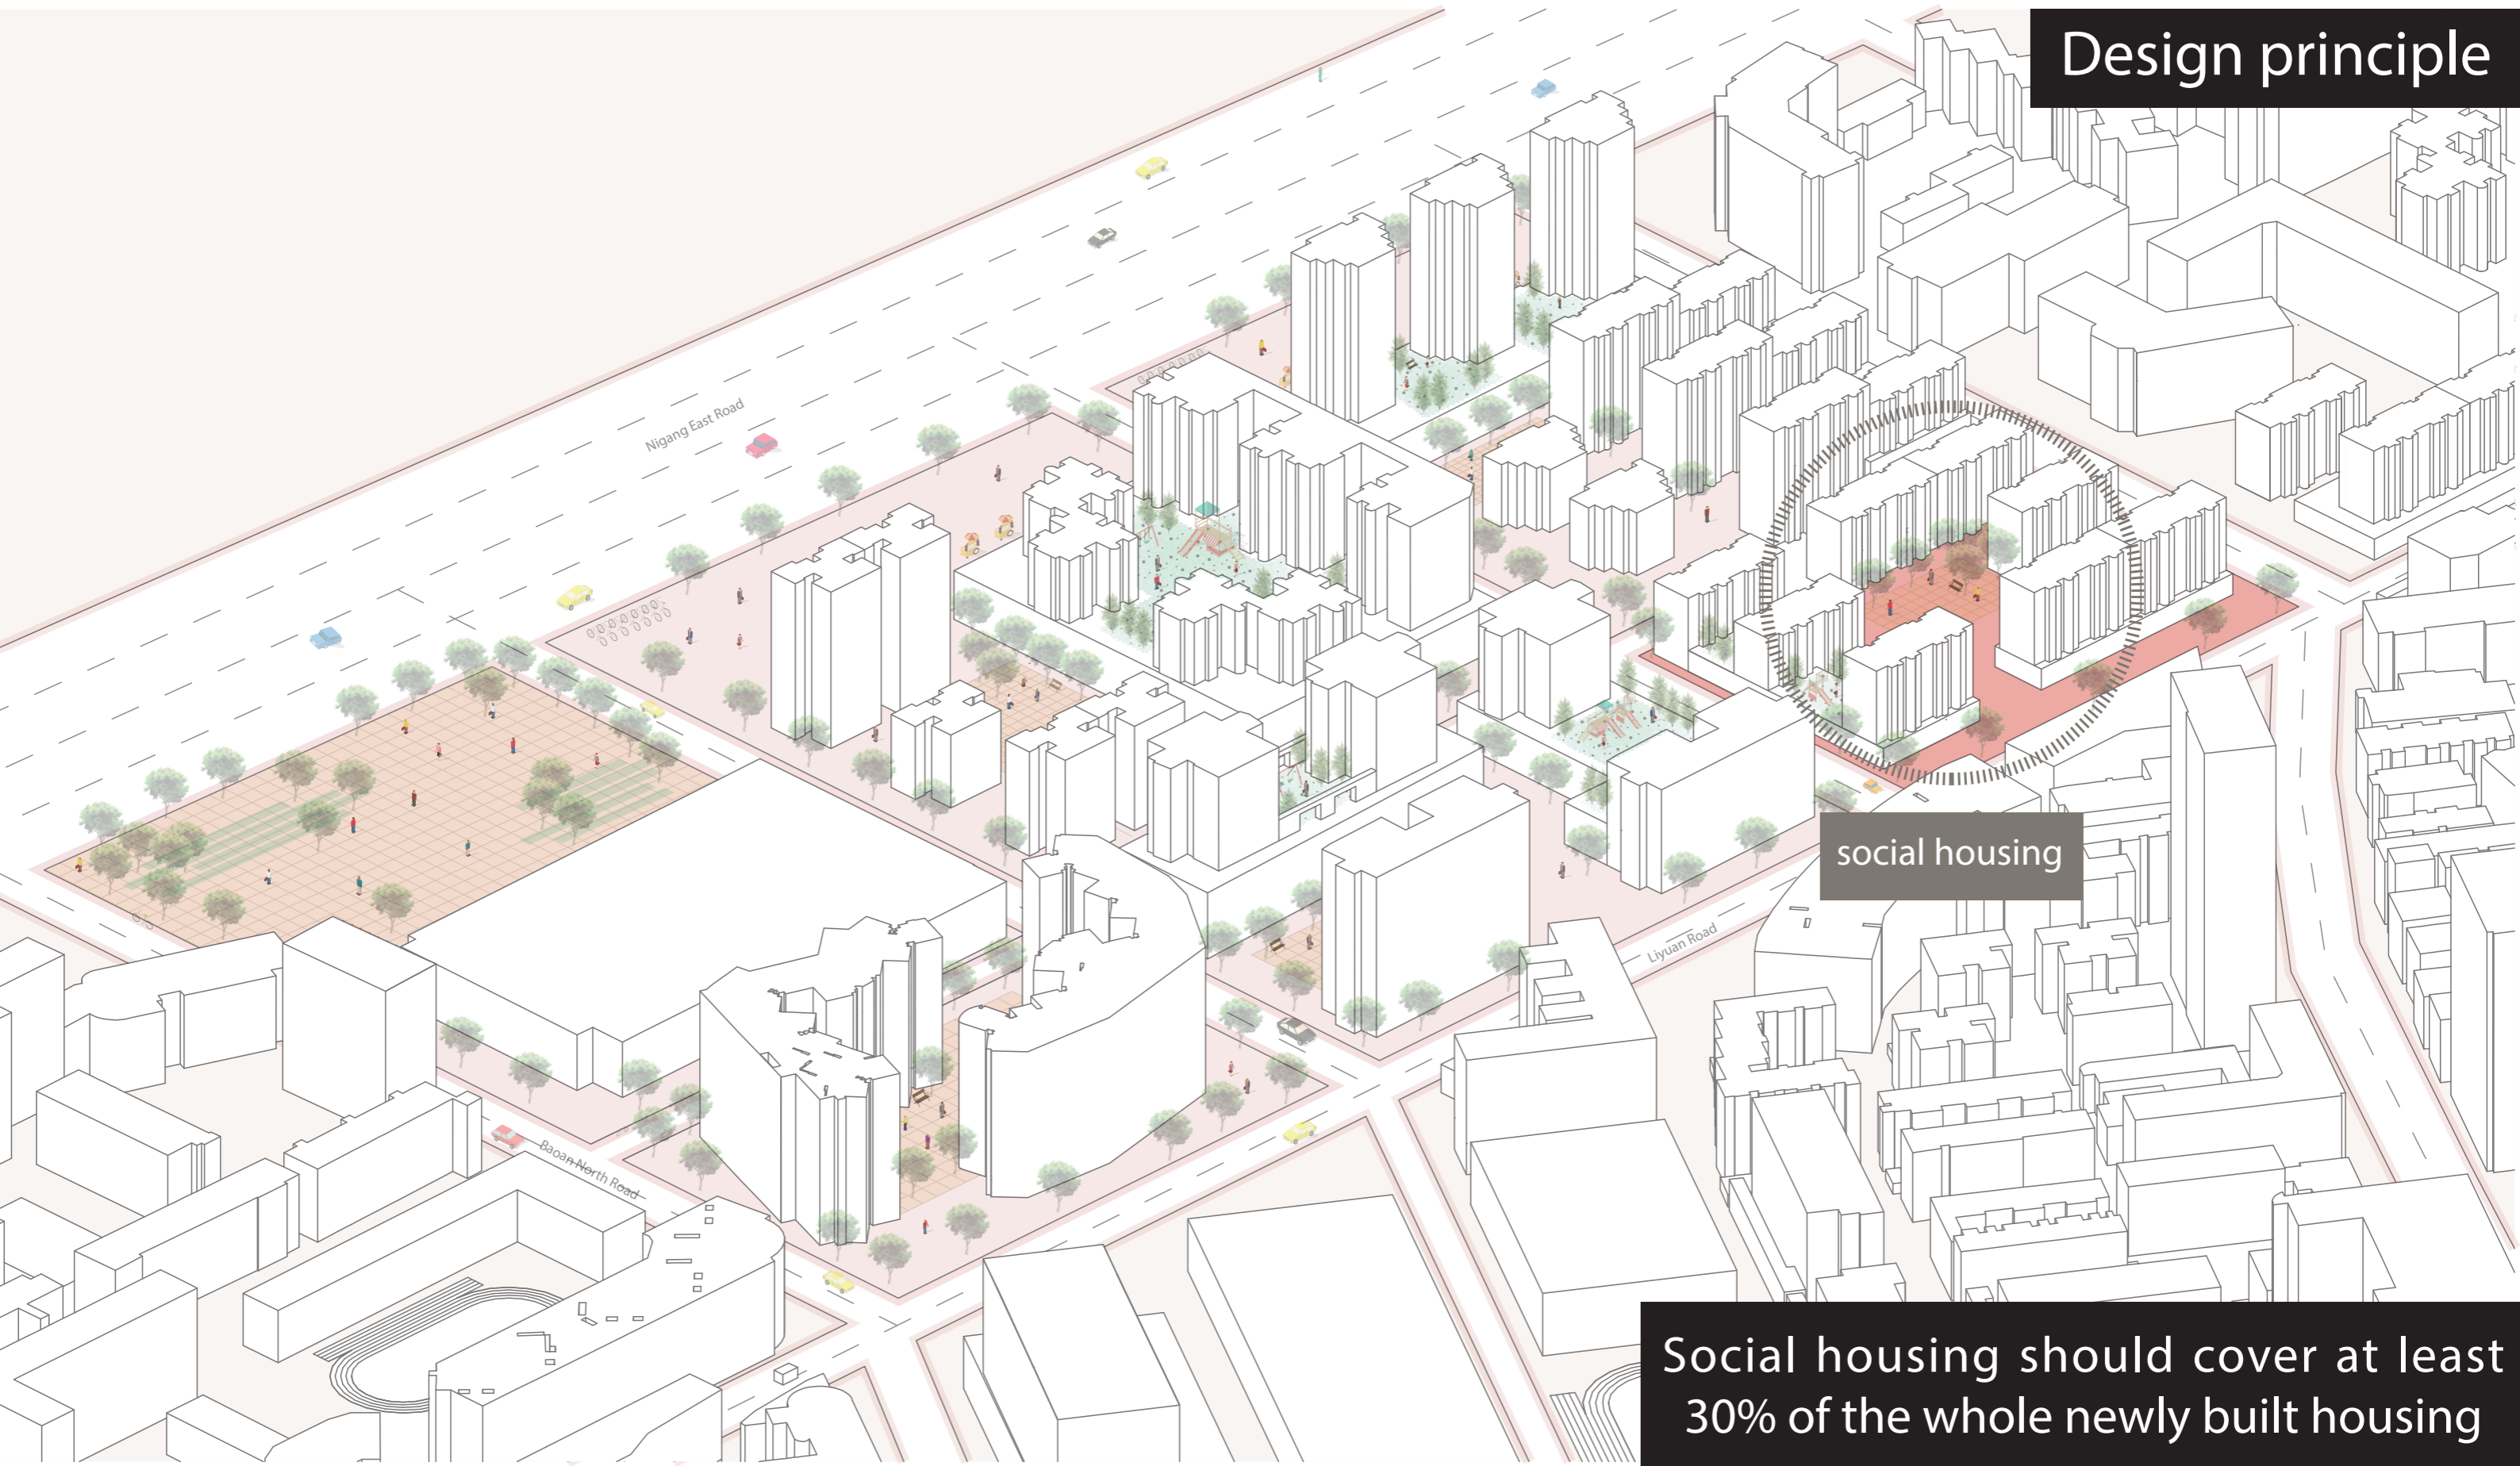 Design principle
Nigang East Road
social housing
Liyuan Road
Baoan North Road
Social housing should cover at least
30% of the whole newly built housing